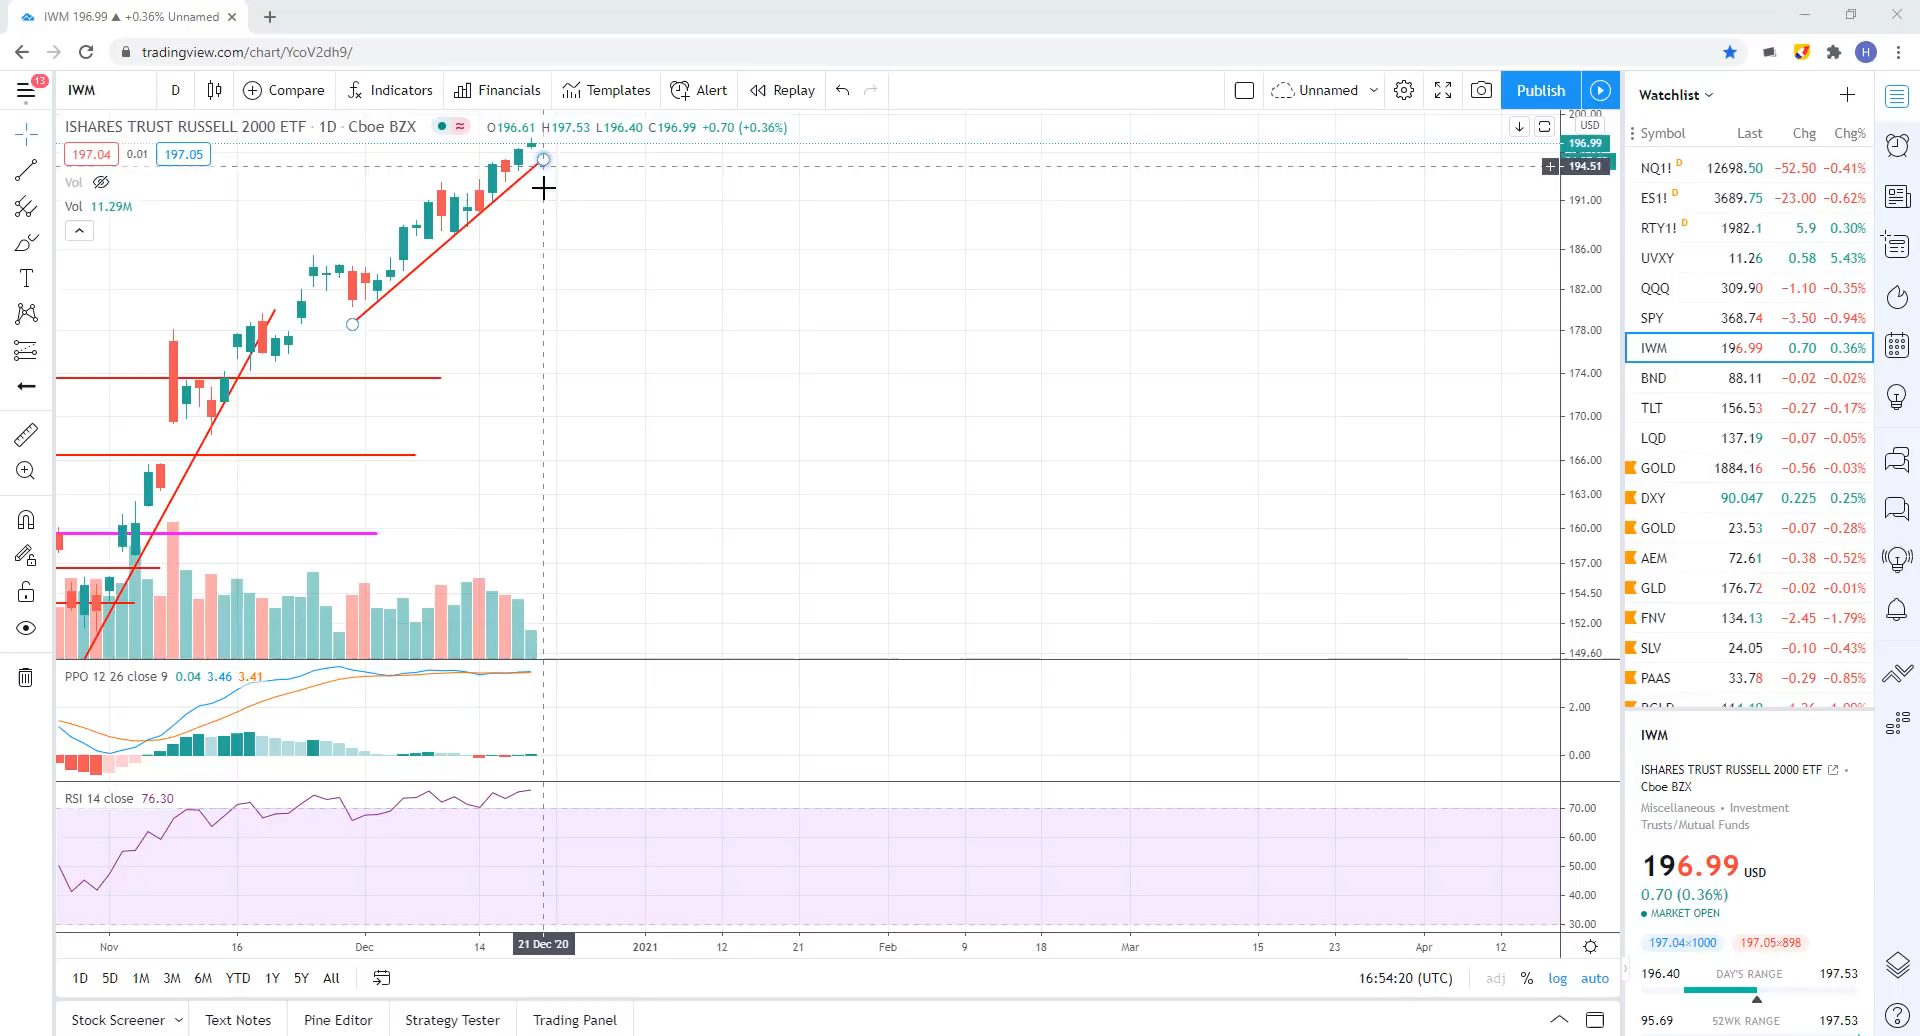 IWM 196.99 ▲ +0.36% Unnamed
tradingview.com/chart/YcoV2dh9/
H
13
IWM D Compare Indicators Financials Templates Alert Replay Unnamed Publish
ISHARES TRUST RUSSELL 2000 ETF · 1D · Cboe BZX O196.61 H197.53 L196.40 C196.99 +0.70 (+0.36%)
197.04 0.01 197.05
Vol
Vol 11.29M
200.00
USD
196.99
194.51
191.00
186.00
182.00
178.00
174.00
170.00
166.00
163.00
160.00
157.00
154.50
152.00
149.60
PPO 12 26 close 9 0.04 3.46 3.41
2.00
0.00
RSI 14 close 76.30
70.00
60.00
50.00
40.00
30.00
Nov 16 Dec 14 21 Dec '20 2021 12 21 Feb 9 18 Mar 15 23 Apr 12
1D 5D 1M 3M 6M YTD 1Y 5Y All 16:54:20 (UTC) adj % log auto
Stock Screener Text Notes Pine Editor Strategy Tester Trading Panel
Watchlist
Symbol Last Chg Chg%
NQ1! D 12698.50 −52.50 −0.41%
ES1! D 3689.75 −23.00 −0.62%
RTY1! D 1982.1 5.9 0.30%
UVXY 11.26 0.58 5.43%
QQQ 309.90 −1.10 −0.35%
SPY 368.74 −3.50 −0.94%
IWM 196.99 0.70 0.36%
BND 88.11 −0.02 −0.02%
TLT 156.53 −0.27 −0.17%
LQD 137.19 −0.07 −0.05%
GOLD 1884.16 −0.56 −0.03%
DXY 90.047 0.225 0.25%
GOLD 23.53 −0.07 −0.28%
AEM 72.61 −0.38 −0.52%
GLD 176.72 −0.02 −0.01%
FNV 134.13 −2.45 −1.79%
SLV 24.05 −0.10 −0.43%
PAAS 33.78 −0.29 −0.85%
IWM
ISHARES TRUST RUSSELL 2000 ETF •
Cboe BZX
Miscellaneous • Investment
Trusts/Mutual Funds
196.99 USD
0.70 (0.36%)
● MARKET OPEN
197.04×1000 197.05×898
196.40 DAY'S RANGE 197.53
95.69 52WK RANGE 197.53